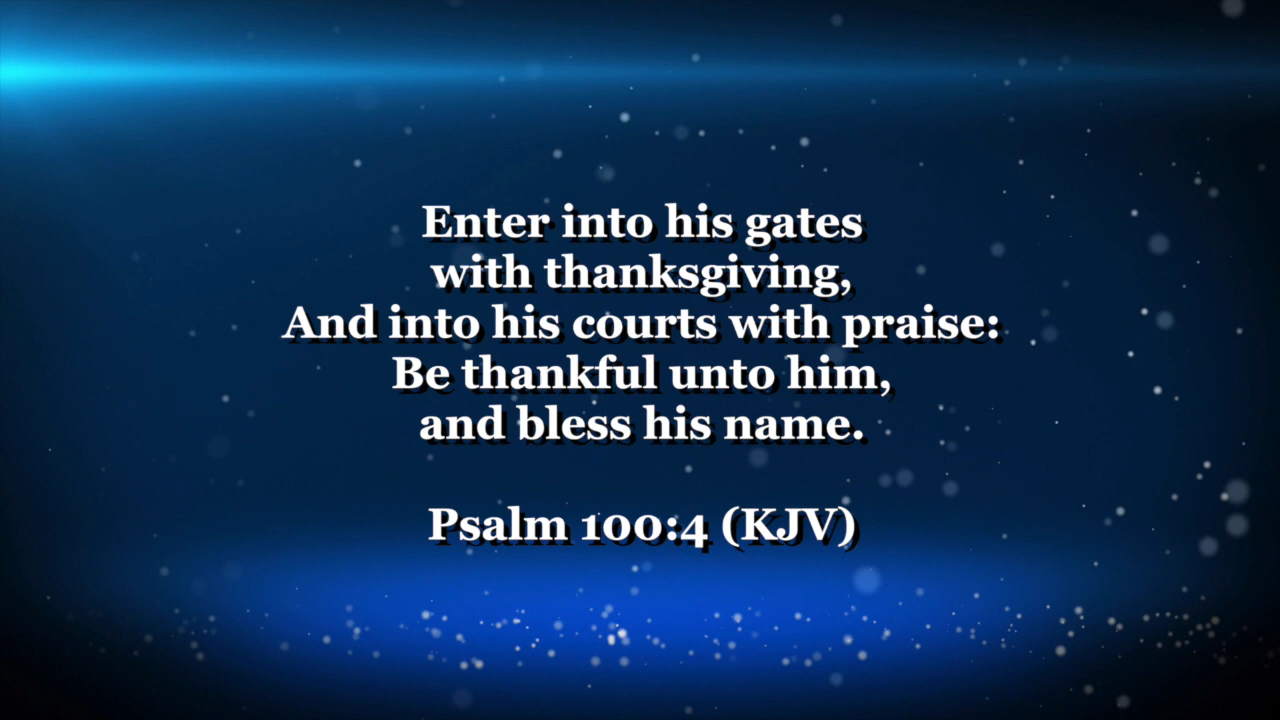 Enter into his gates
with thanksgiving,
And into his courts with praise:
Be thankful unto him,
and bless his name.
Psalm 100:4 (KJV)